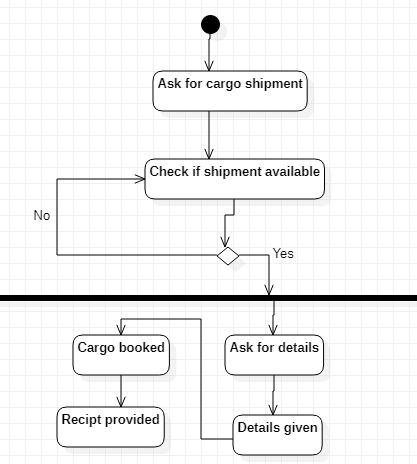 Ask for cargo shipment
Check if shipment available
No
Yes
Cargo booked
Ask for details
Recipt provided
Details given